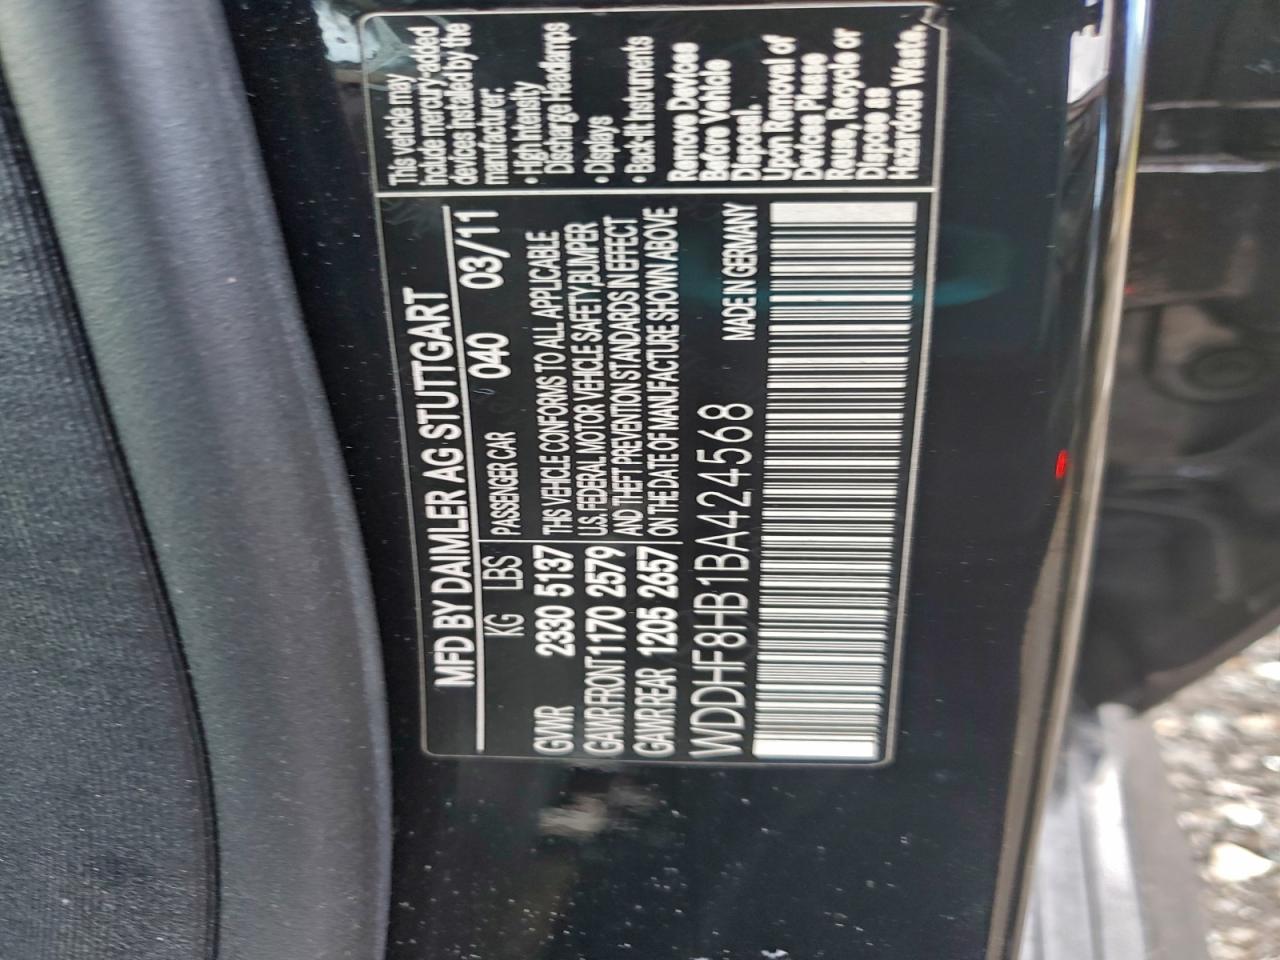 MFD BY DAIMLER AG STUTTGART
KG LBS PASSENGER CAR 040 03/11
GVWR 2330 5137
GAWR FRONT 1170 2579
GAWR REAR 1205 2657
THIS VEHICLE CONFORMS TO ALL APPLICABLE
U.S. FEDERAL MOTOR VEHICLE SAFETY,BUMPER
AND THEFT PREVENTION STANDARDS IN EFFECT
ON THE DATE OF MANUFACTURE SHOWN ABOVE
WDDHF8HB1BA424568 MADE IN GERMANY
This vehicle may
include mercury-added
devices installed by the
manufacturer:
• High Intensity
Discharge Headlamps
• Displays
• Back-lit Instruments
Remove Devices
Before Vehicle
Disposal.
Upon Removal of
Devices Please
Reuse, Recycle or
Dispose as
Hazardous Waste.